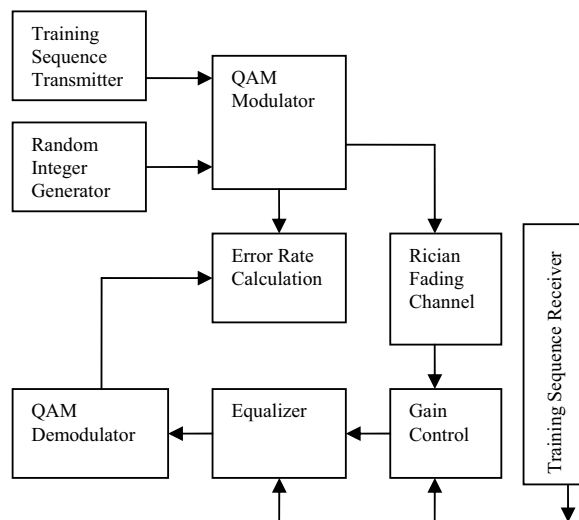 Training
Sequence
Transmitter
QAM
Modulator
Random
Integer
Generator
Error Rate
Calculation
Rician
Fading
Channel
Training Sequence Receiver
QAM
Demodulator
Equalizer
Gain
Control